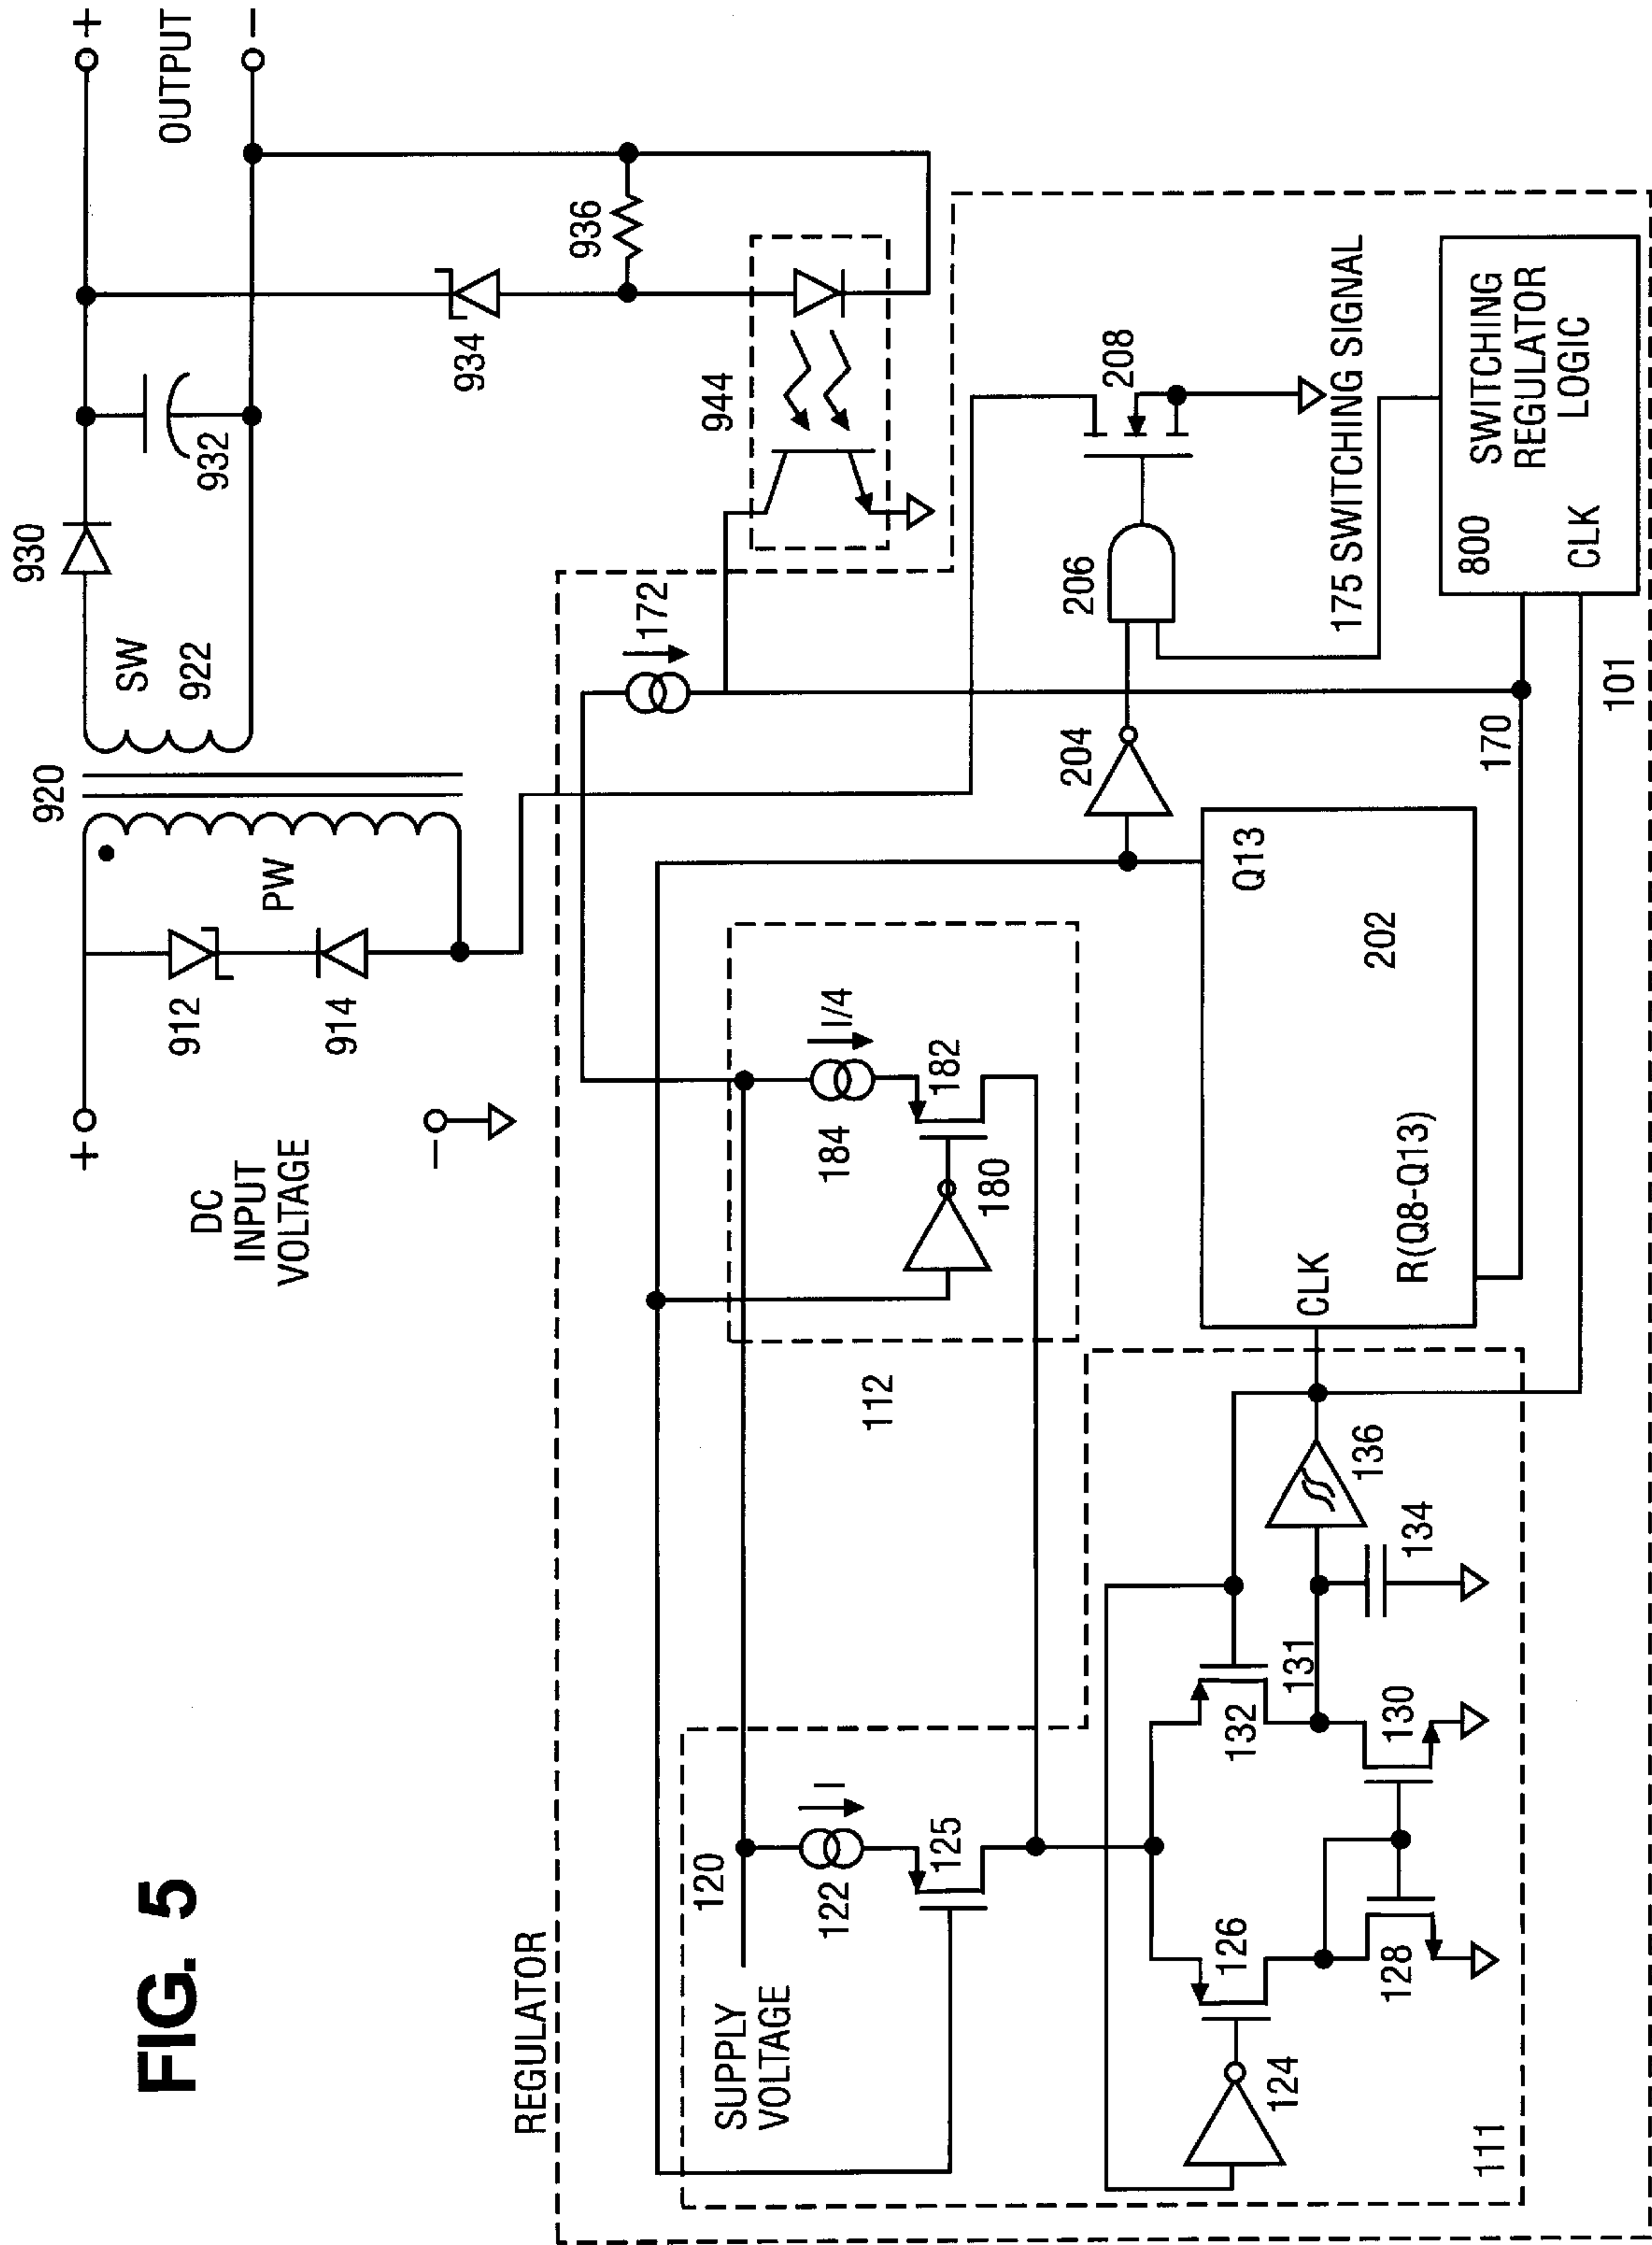 FIG. 5
+
DC
INPUT
VOLTAGE
−
912
914
PW
920
SW
922
930
932
934
936
944
+
OUTPUT
−
REGULATOR
SUPPLY
VOLTAGE
120
122
I
125
112
184
I/4
182
180
172
204
206
208
175 SWITCHING SIGNAL
124
126
128
130
131
132
134
136
111
CLK
Q13
202
R(Q8-Q13)
170
101
800
SWITCHING
REGULATOR
LOGIC
CLK